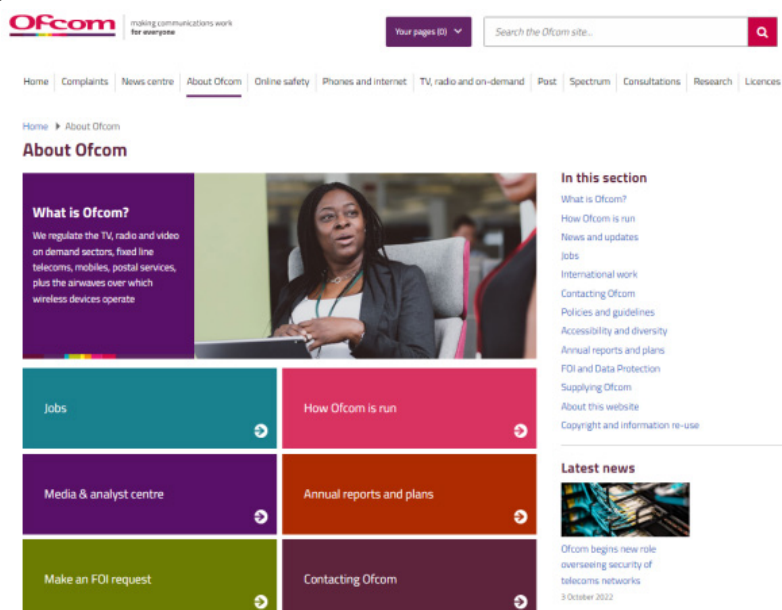 Ofcom
making communications work
for everyone
Your pages (0)
Search the Ofcom site...
Home
Complaints
News centre
About Ofcom
Online safety
Phones and internet
TV, radio and on-demand
Post
Spectrum
Consultations
Research
Licences
Home
About Ofcom
About Ofcom
What is Ofcom?
We regulate the TV, radio and video
on demand sectors, fixed line
telecoms, mobiles, postal services,
plus the airwaves over which
wireless devices operate
Jobs
How Ofcom is run
Media & analyst centre
Annual reports and plans
Make an FOI request
Contacting Ofcom
In this section
What is Ofcom?
How Ofcom is run
News and updates
Jobs
International work
Contacting Ofcom
Policies and guidelines
Accessibility and diversity
Annual reports and plans
FOI and Data Protection
Supplying Ofcom
About this website
Copyright and information re-use
Latest news
Ofcom begins new role
overseeing security of
telecoms networks
3 October 2022